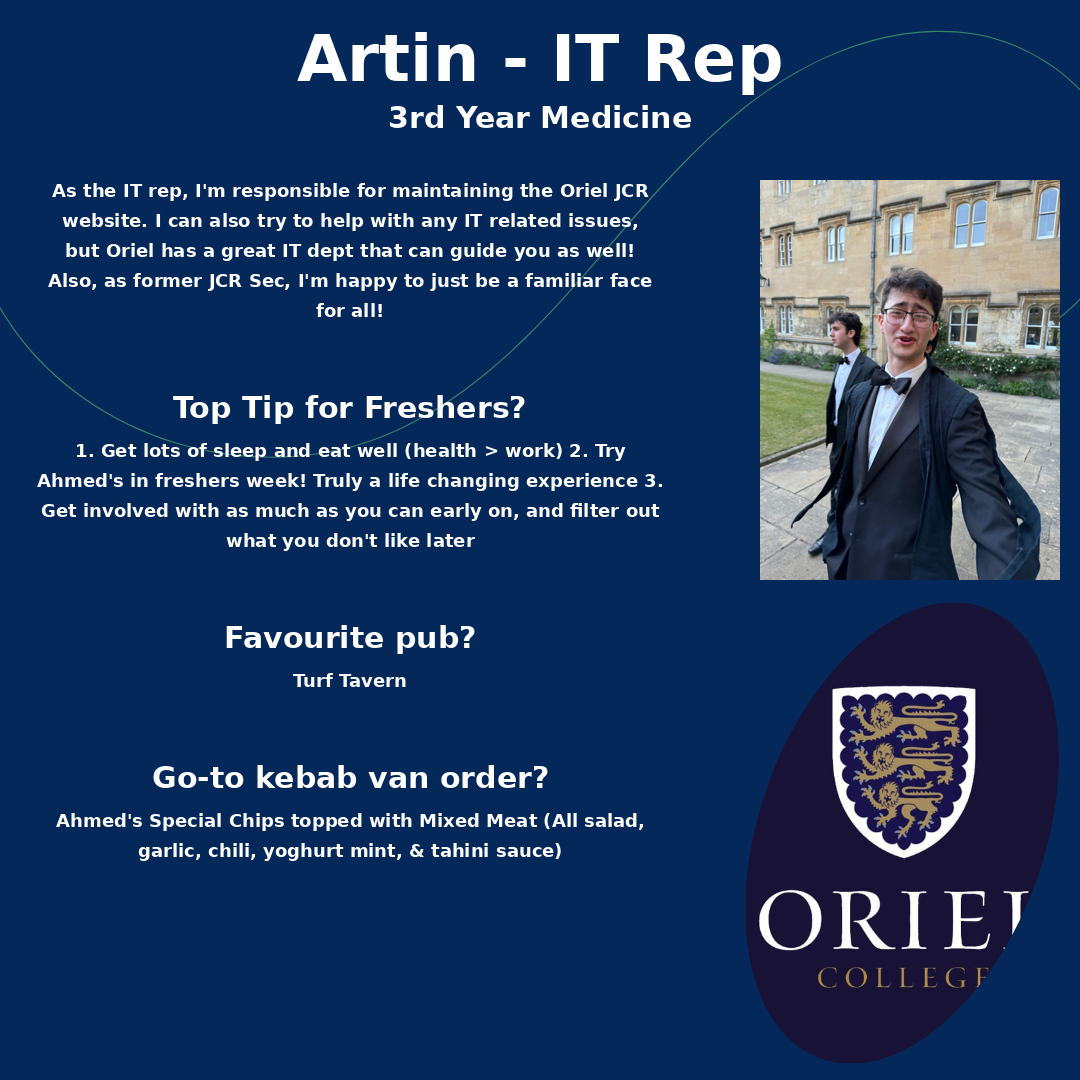 Artin - IT Rep
3rd Year Medicine
As the IT rep, I'm responsible for maintaining the Oriel JCR
website. I can also try to help with any IT related issues,
but Oriel has a great IT dept that can guide you as well!
Also, as former JCR Sec, I'm happy to just be a familiar face
for all!
Top Tip for Freshers?
1. Get lots of sleep and eat well (health > work) 2. Try
Ahmed's in freshers week! Truly a life changing experience 3.
Get involved with as much as you can early on, and filter out
what you don't like later
Favourite pub?
Turf Tavern
Go-to kebab van order?
Ahmed's Special Chips topped with Mixed Meat (All salad,
garlic, chili, yoghurt mint, & tahini sauce)
ORIEL
COLLEGE